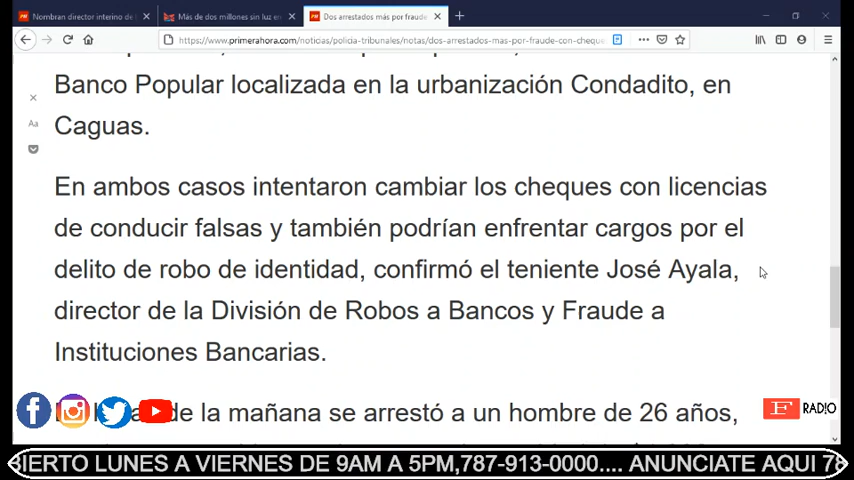 Nombran director interino de
Más de dos millones sin luz en
Dos arrestados más por fraude
https://www.primerahora.com/noticias/policia-tribunales/notas/dos-arrestados-mas-por-fraude-con-cheque
Banco Popular localizada en la urbanización Condadito, en
Caguas.
Aa
En ambos casos intentaron cambiar los cheques con licencias
de conducir falsas y también podrían enfrentar cargos por el
delito de robo de identidad, confirmó el teniente José Ayala,
director de la División de Robos a Bancos y Fraude a
Instituciones Bancarias.
de la mañana se arrestó a un hombre de 26 años,
F RADIO
BIERTO LUNES A VIERNES DE 9AM A 5PM,787-913-0000.... ANUNCIATE AQUI 78